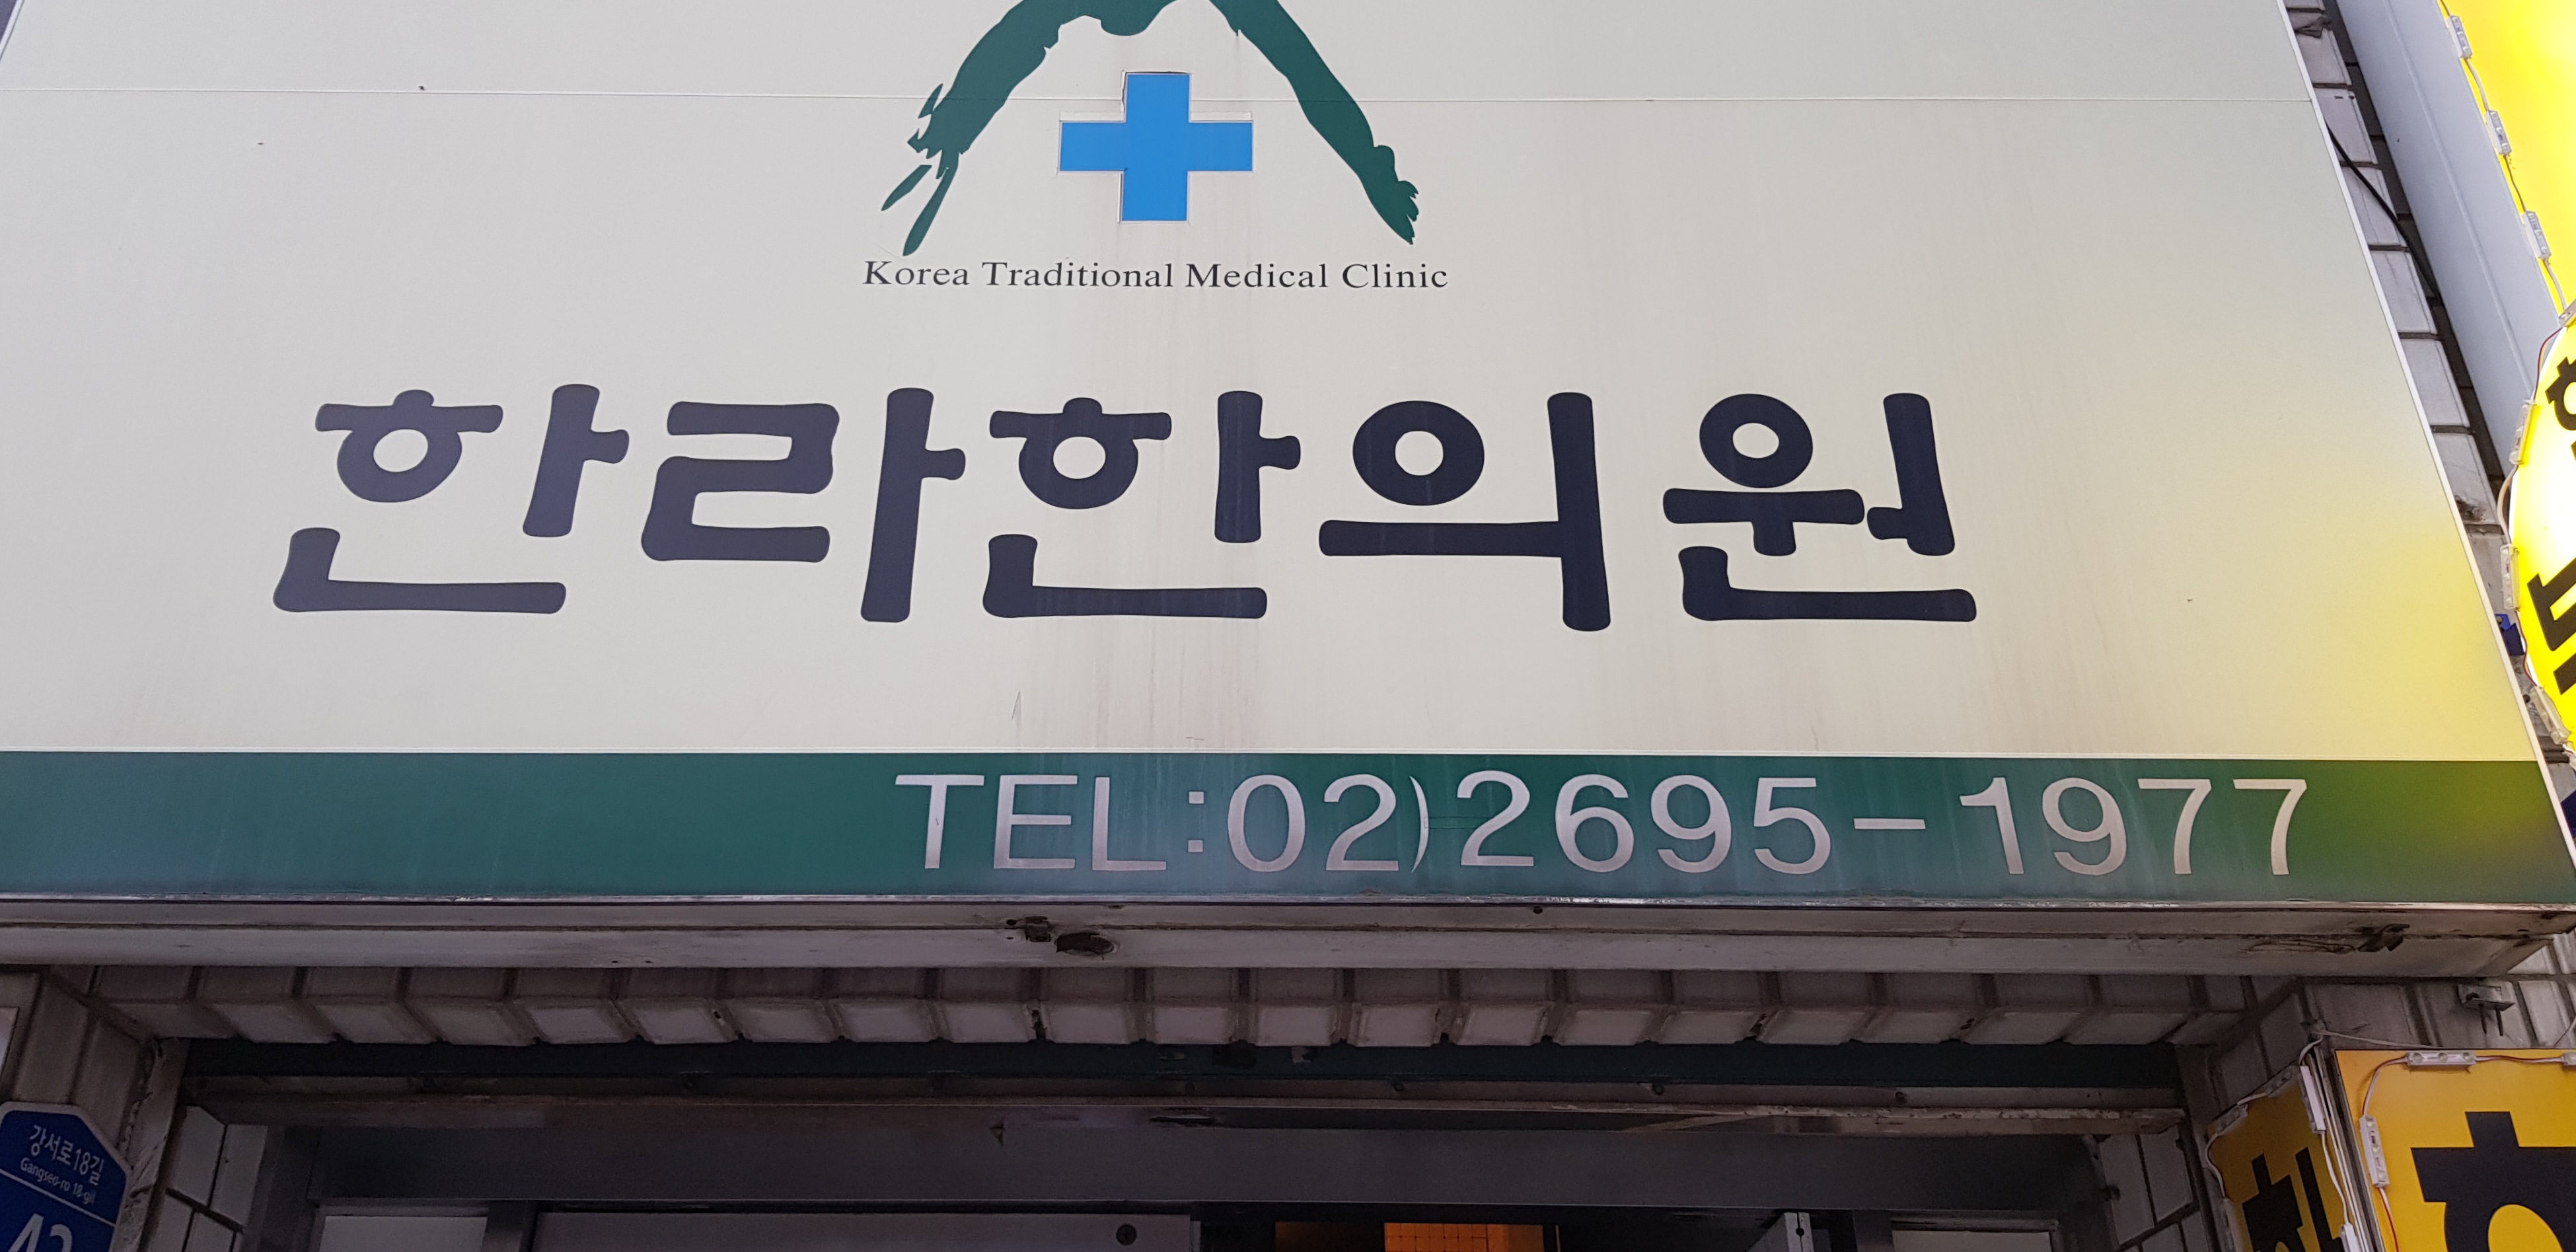 Korea Traditional Medical Clinic
한라한의원
TEL:02)2695-1977
강서로18길
Gangseo-ro 18-gil